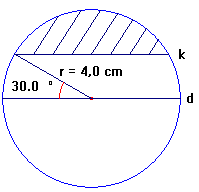 k
r = 4,0 cm
30.0 °
d